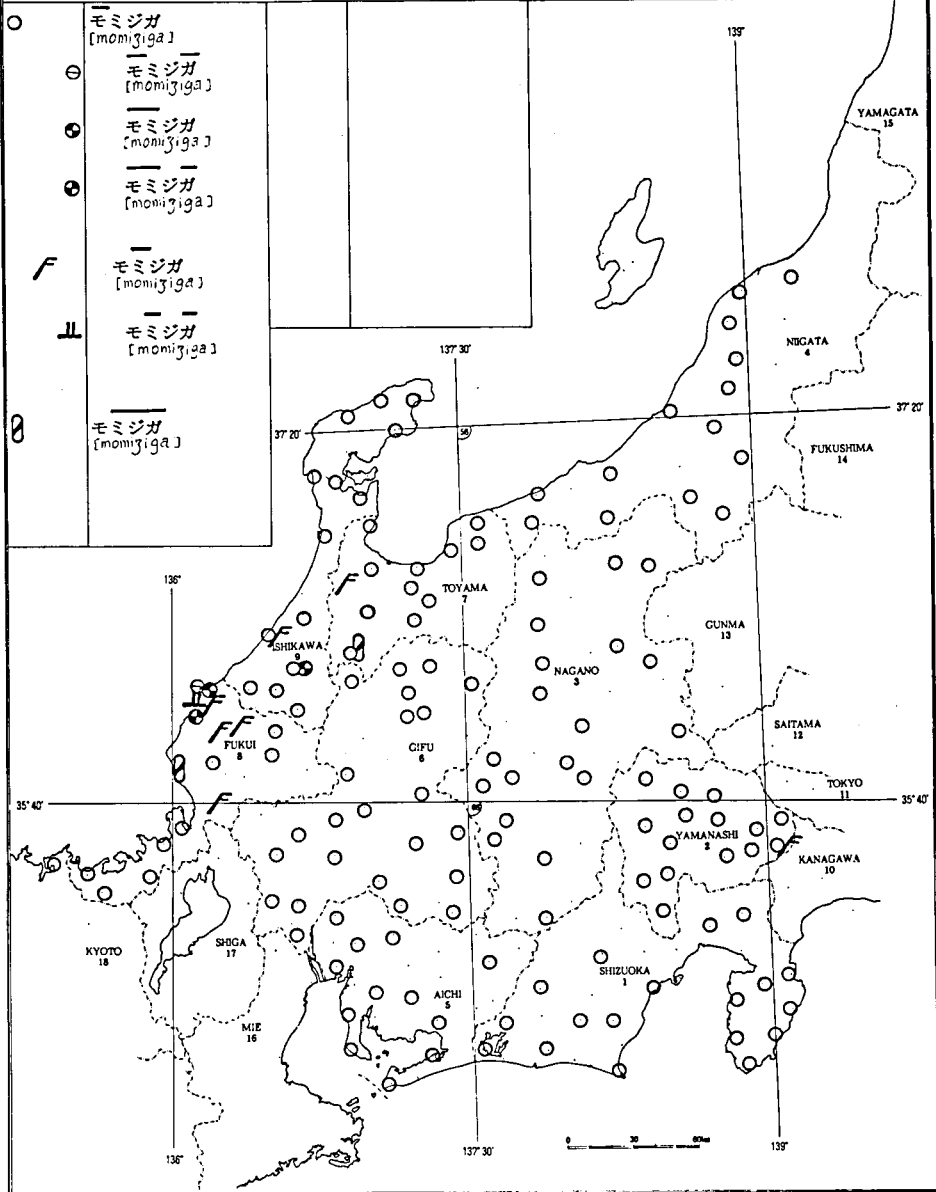 モミジガ
[momiʒiga]
モミジガ
[momiʒiga]
モミジガ
[momiʒiga]
モミジガ
[momiʒiga]
モミジガ
[momiʒiga]
モミジガ
[momiʒiga]
モミジガ
[momiʒiga]
139°
YAMAGATA
15
NIIGATA
4
137° 30'
37° 20'
37° 20'
56
FUKUSHIMA
14
136°
TOYAMA
7
GUNMA
13
ISHIKAWA
9
NAGANO
3
SAITAMA
12
FUKUI
8
GIFU
6
TOKYO
11
35° 40'
35° 40'
YAMANASHI
2
KANAGAWA
10
KYOTO
18
SHIGA
17
SHIZUOKA
1
AICHI
5
MIE
16
0 30 60km
136°
137° 30'
139°